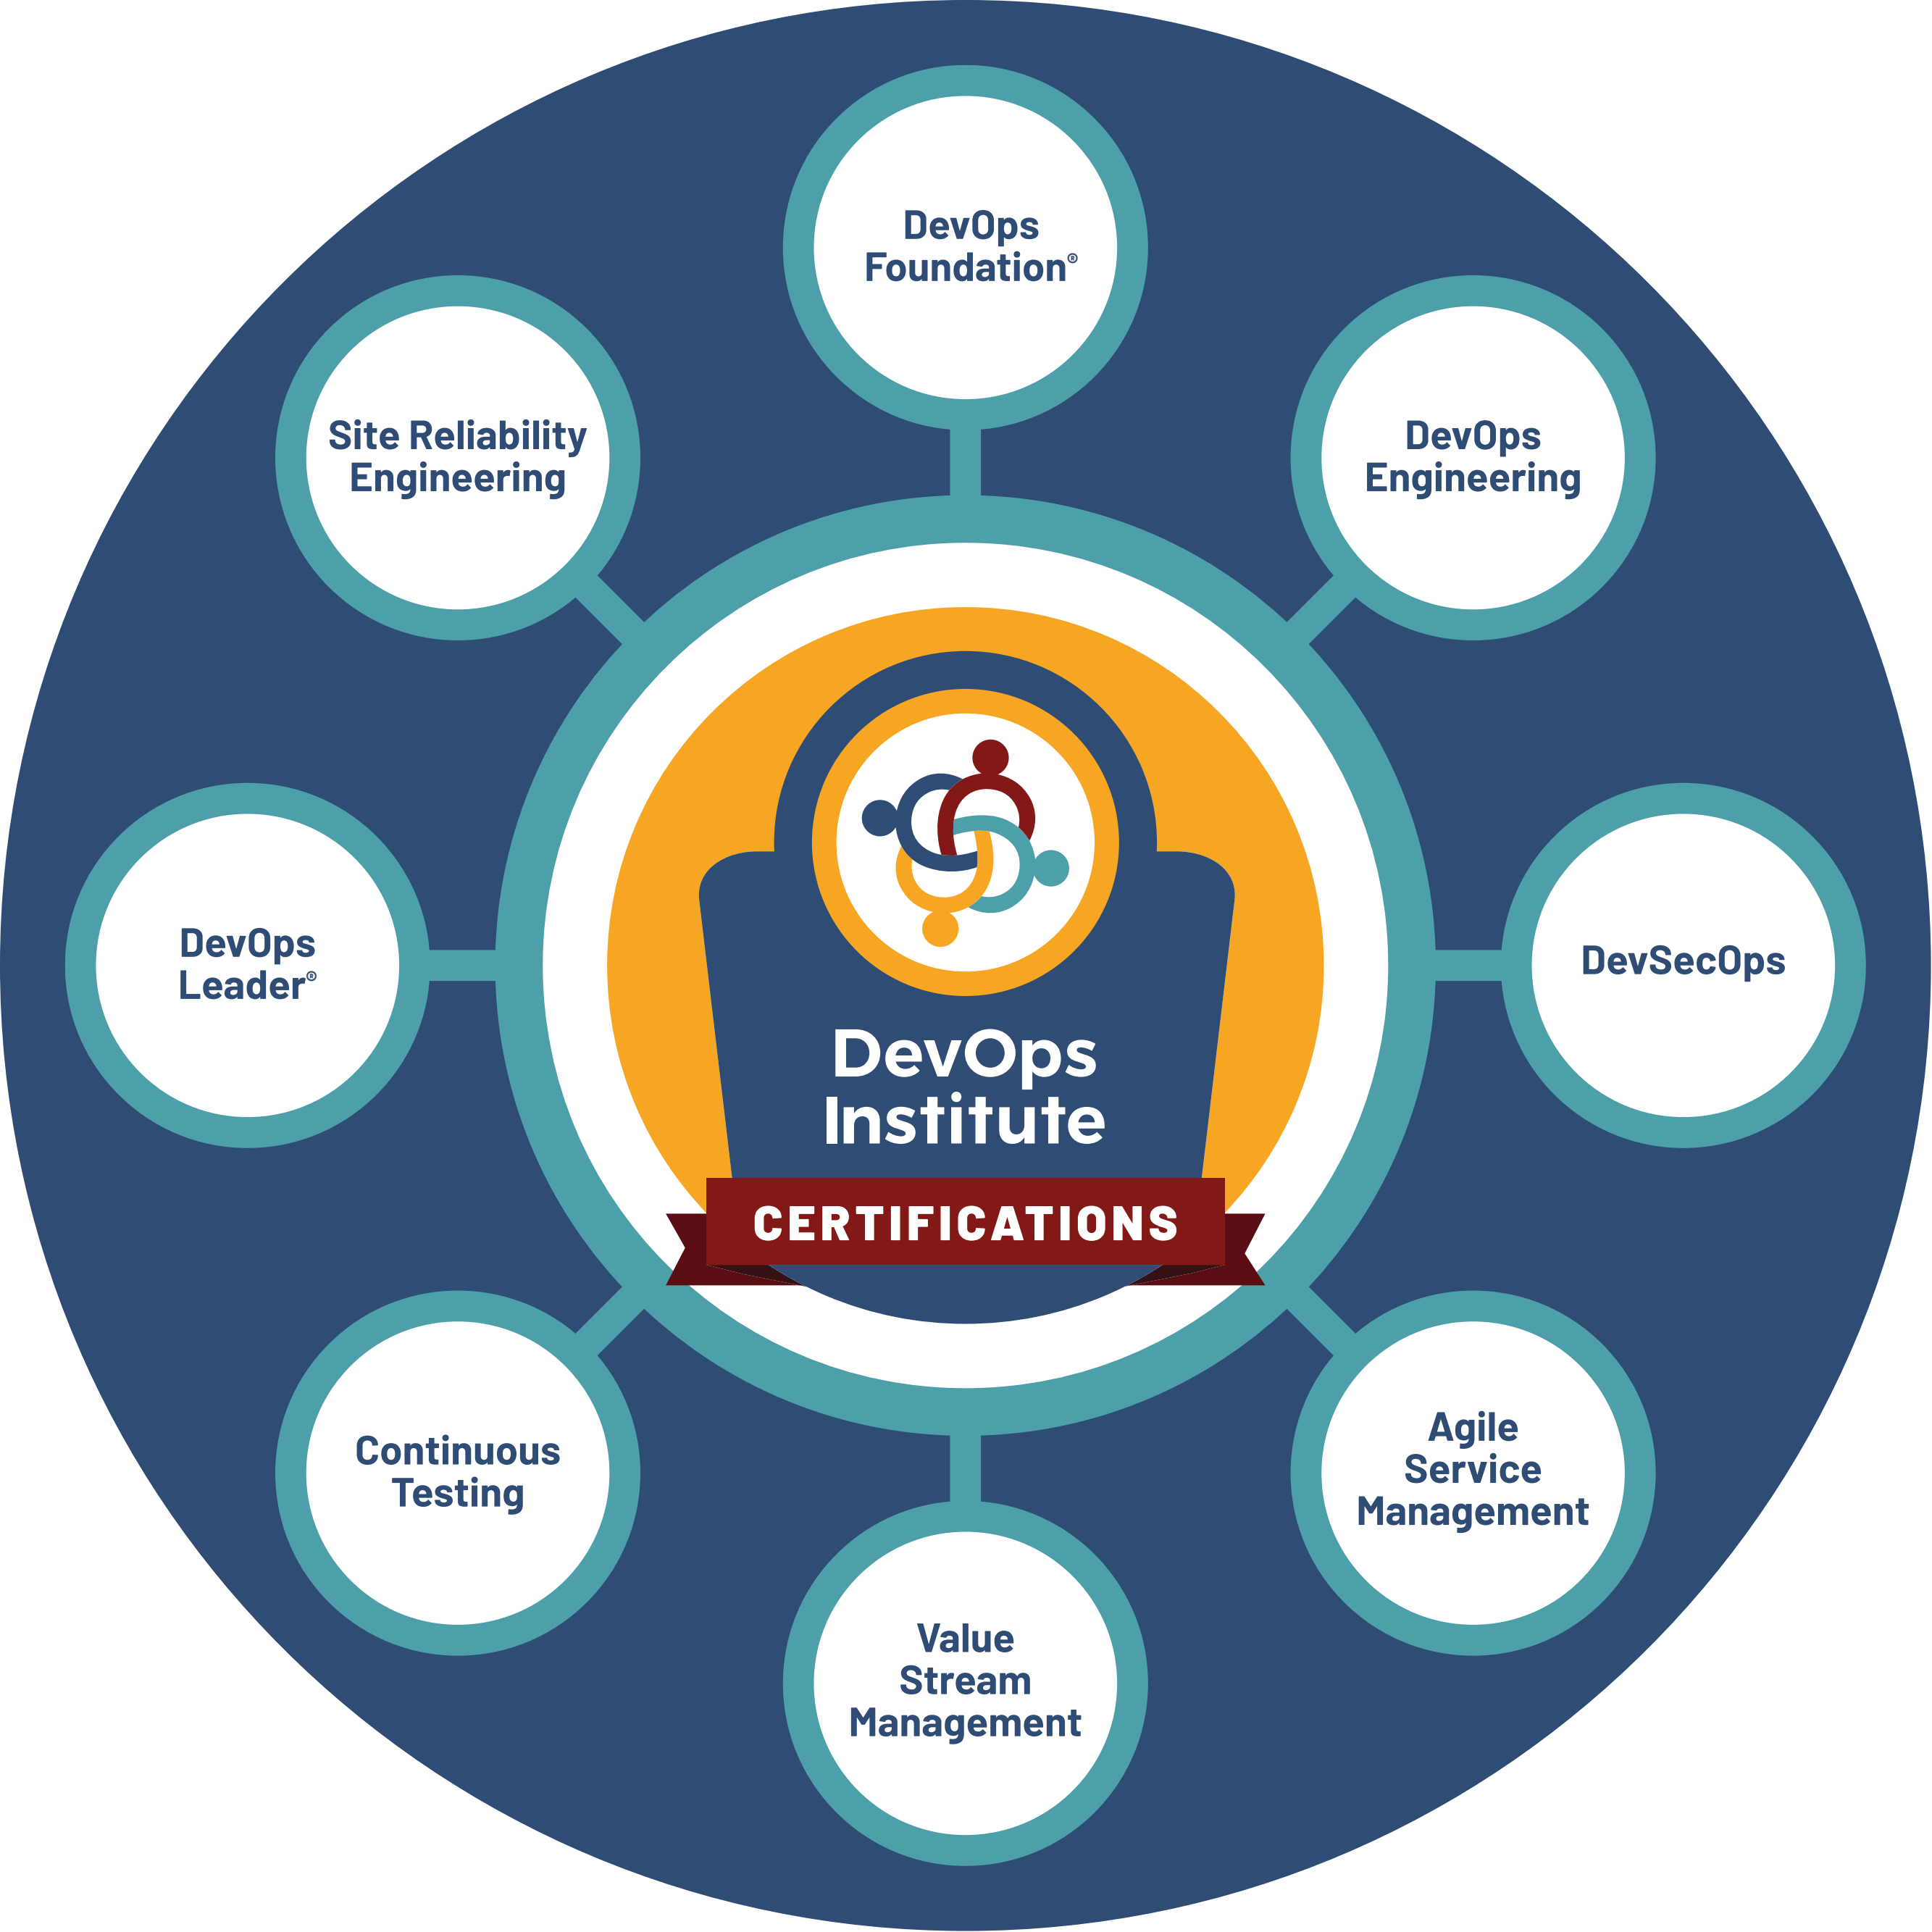 DevOps
Foundation®
DevOps
Engineering
DevSecOps
Agile
Service
Management
Value
Stream
Management
Continuous
Testing
DevOps
Leader®
Site Reliability
Engineering
DevOps
Institute
CERTIFICATIONS